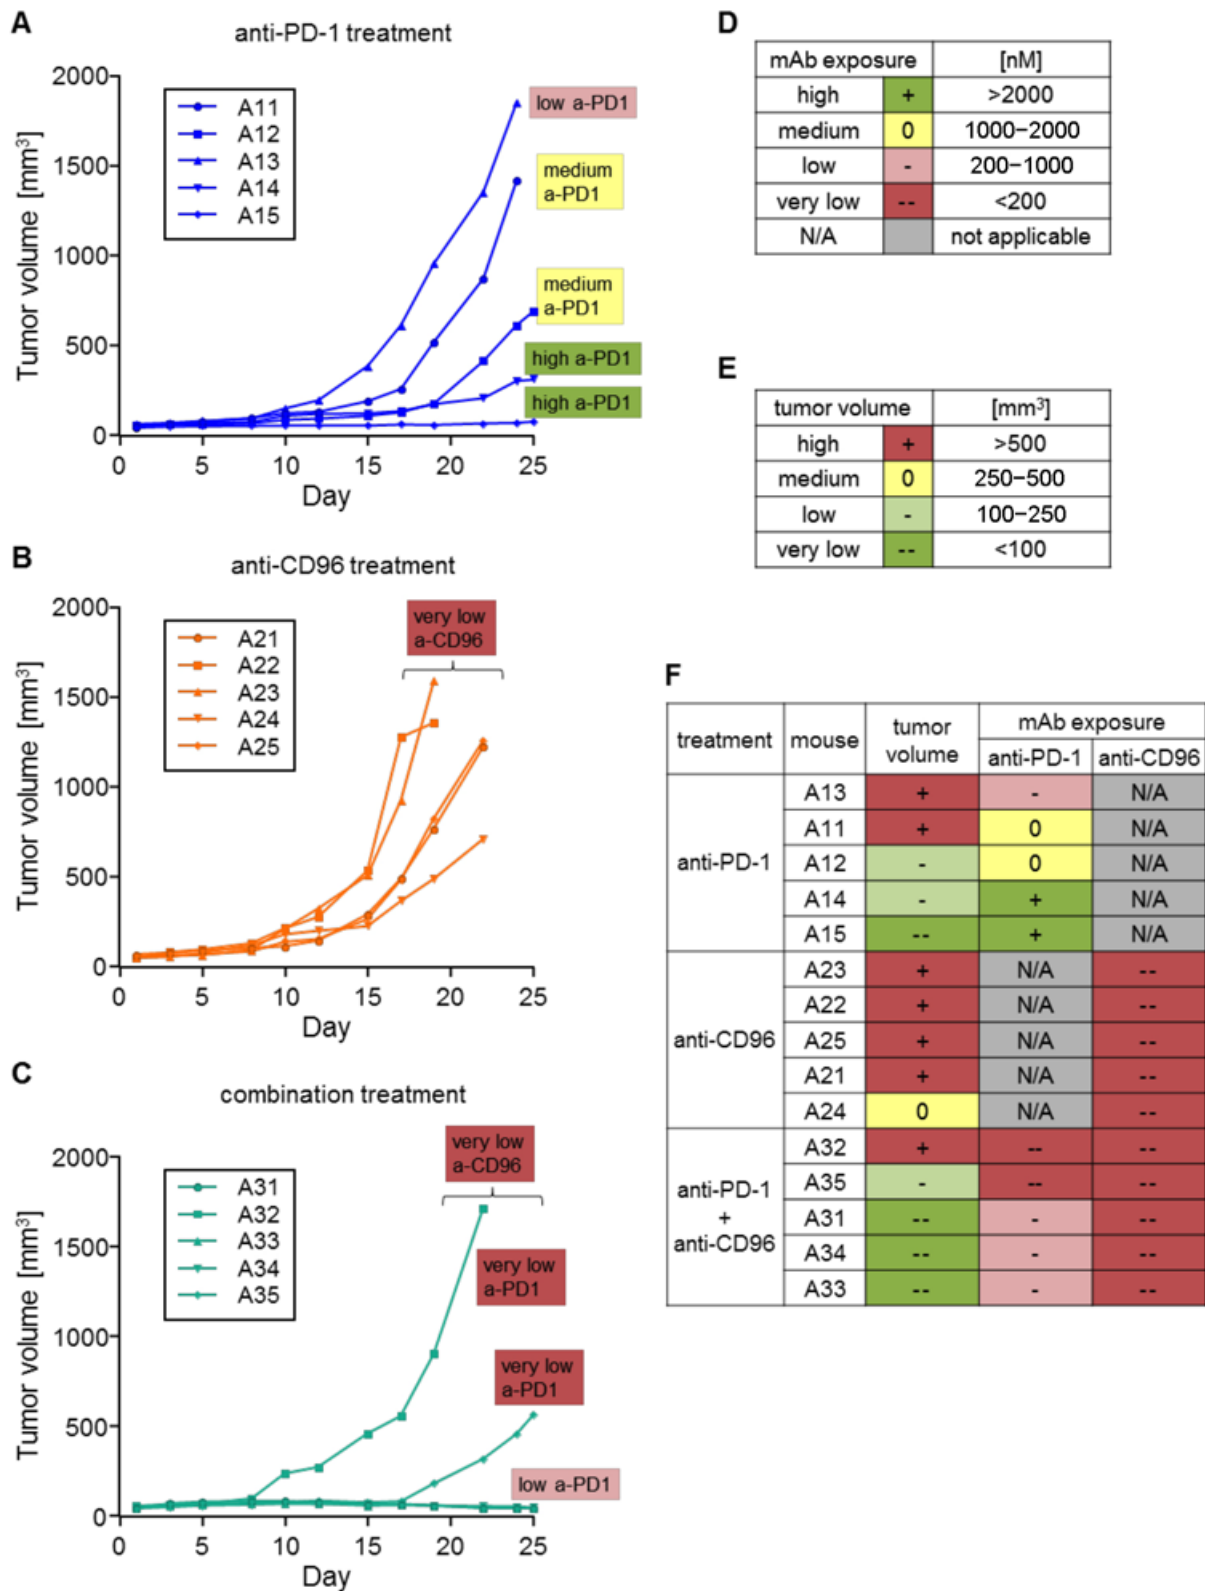 A
anti-PD-1 treatment
Tumor volume [mm³]
2000
1500
1000
500
0
A11
A12
A13
A14
A15
low a-PD1
medium
a-PD1
medium
a-PD1
high a-PD1
high a-PD1
0 5 10 15 20 25
Day
B
anti-CD96 treatment
Tumor volume [mm³]
2000
1500
1000
500
0
A21
A22
A23
A24
A25
very low
a-CD96
0 5 10 15 20 25
Day
C
combination treatment
Tumor volume [mm³]
2000
1500
1000
500
0
A31
A32
A33
A34
A35
very low
a-CD96
very low
a-PD1
very low
a-PD1
low a-PD1
0 5 10 15 20 25
Day
D
mAb exposure [nM]
high + >2000
medium 0 1000−2000
low - 200−1000
very low -- <200
N/A not applicable
E
tumor volume [mm³]
high + >500
medium 0 250−500
low - 100−250
very low -- <100
F
treatment mouse tumor volume mAb exposure
anti-PD-1 anti-CD96
anti-PD-1
A13 + - N/A
A11 + 0 N/A
A12 - 0 N/A
A14 - + N/A
A15 -- + N/A
anti-CD96
A23 + N/A --
A22 + N/A --
A25 + N/A --
A21 + N/A --
A24 0 N/A --
anti-PD-1
+
anti-CD96
A32 + -- --
A35 - -- --
A31 -- - --
A34 -- - --
A33 -- - --